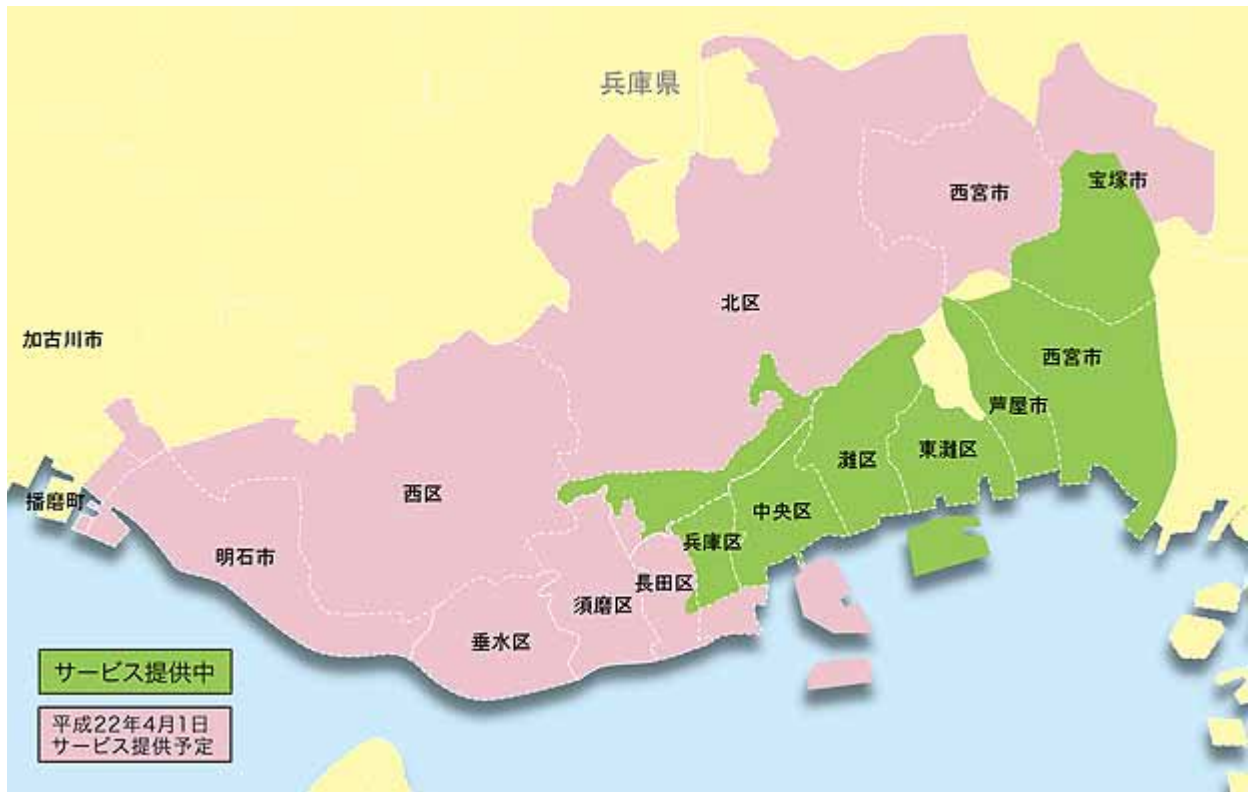 兵庫県
宝塚市
西宮市
北区
加古川市
西宮市
芦屋市
東灘区
灘区
西区
播磨町
中央区
兵庫区
明石市
長田区
須磨区
垂水区
サービス提供中
平成22年4月1日
サービス提供予定